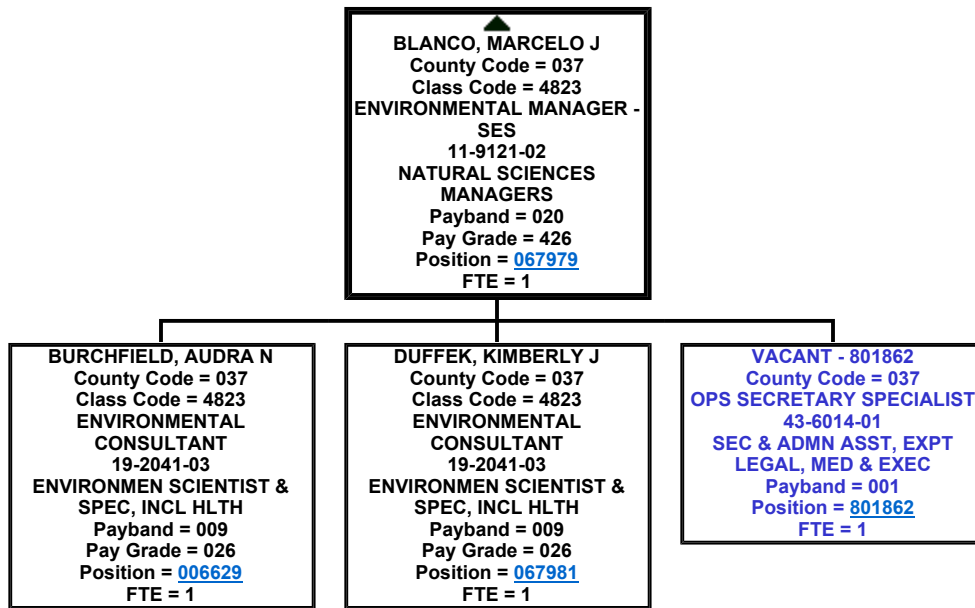 BLANCO, MARCELO J
County Code = 037
Class Code = 4823
ENVIRONMENTAL MANAGER -
SES
11-9121-02
NATURAL SCIENCES
MANAGERS
Payband = 020
Pay Grade = 426
Position = 067979
FTE = 1
BURCHFIELD, AUDRA N
County Code = 037
Class Code = 4823
ENVIRONMENTAL
CONSULTANT
19-2041-03
ENVIRONMEN SCIENTIST &
SPEC, INCL HLTH
Payband = 009
Pay Grade = 026
Position = 006629
FTE = 1
DUFFEK, KIMBERLY J
County Code = 037
Class Code = 4823
ENVIRONMENTAL
CONSULTANT
19-2041-03
ENVIRONMEN SCIENTIST &
SPEC, INCL HLTH
Payband = 009
Pay Grade = 026
Position = 067981
FTE = 1
VACANT - 801862
County Code = 037
OPS SECRETARY SPECIALIST
43-6014-01
SEC & ADMN ASST, EXPT
LEGAL, MED & EXEC
Payband = 001
Position = 801862
FTE = 1